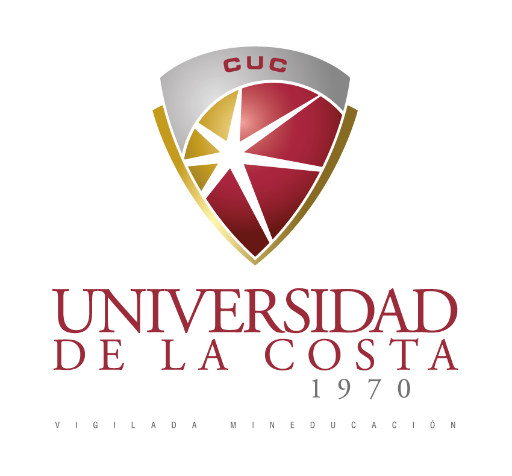 CUC
UNIVERSIDAD
DE LA COSTA
1970
VIGILADA MINEDUCACIÓN